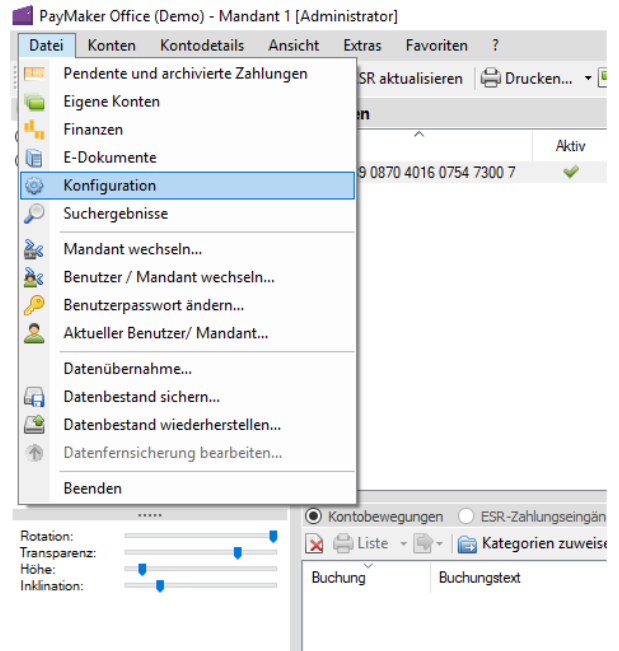 PayMaker Office (Demo) - Mandant 1 [Administrator]
Datei Konten Kontodetails Ansicht Extras Favoriten ?
Pendente und archivierte Zahlungen
SR aktualisieren Drucken...
Eigene Konten
en
Finanzen
Aktiv
E-Dokumente
9 0870 4016 0754 7300 7
Konfiguration
Suchergebnisse
Mandant wechseln...
Benutzer / Mandant wechseln...
Benutzerpasswort ändern...
Aktueller Benutzer/ Mandant...
Datenübernahme...
Datenbestand sichern...
Datenbestand wiederherstellen...
Datenfernsicherung bearbeiten...
Beenden
Kontobewegungen ESR-Zahlungseingän
Rotation:
Transparenz:
Höhe:
Inklination:
Liste Kategorien zuweise
Buchung Buchungstext